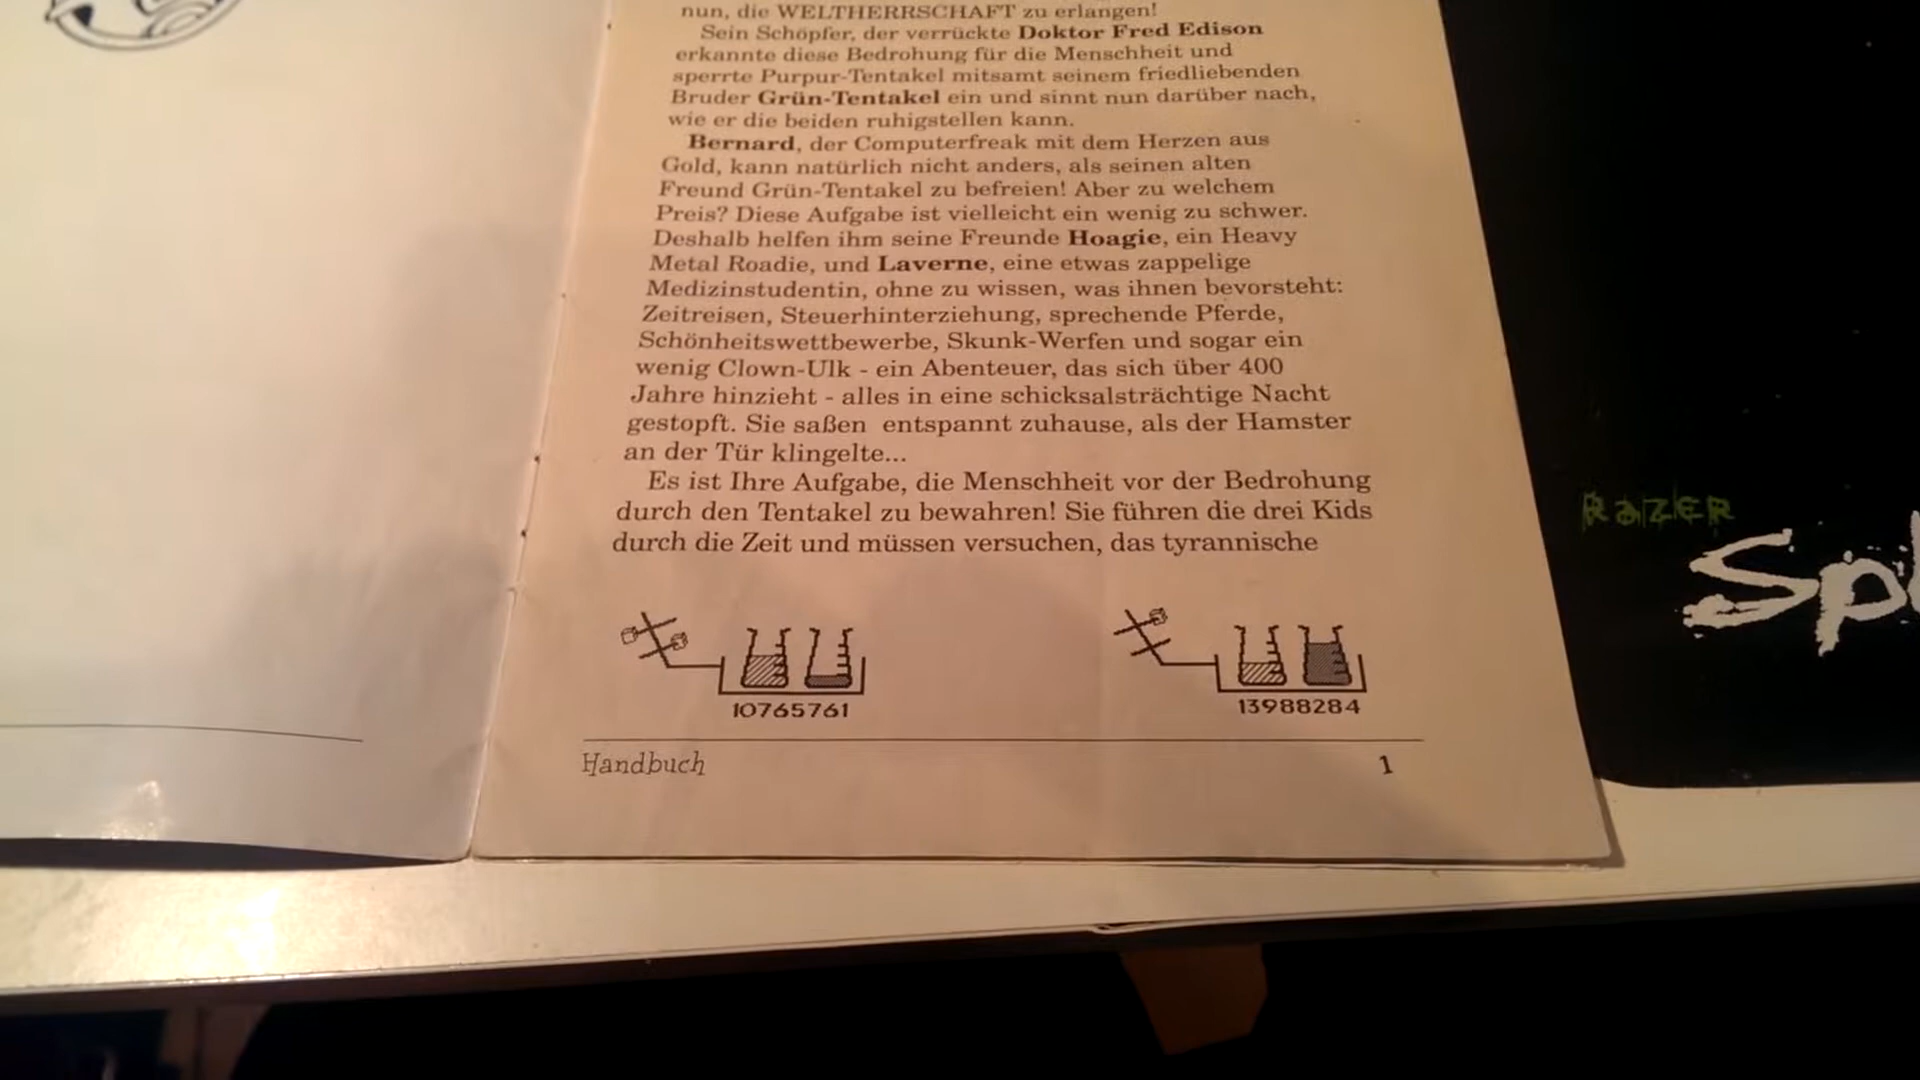 nun, die WELTHERRSCHAFT zu erlangen!
Sein Schöpfer, der verrückte Doktor Fred Edison
erkannte diese Bedrohung für die Menschheit und
sperrte Purpur-Tentakel mitsamt seinem friedliebenden
Bruder Grün-Tentakel ein und sinnt nun darüber nach,
wie er die beiden ruhigstellen kann.
Bernard, der Computerfreak mit dem Herzen aus
Gold, kann natürlich nicht anders, als seinen alten
Freund Grün-Tentakel zu befreien! Aber zu welchem
Preis? Diese Aufgabe ist vielleicht ein wenig zu schwer.
Deshalb helfen ihm seine Freunde Hoagie, ein Heavy
Metal Roadie, und Laverne, eine etwas zappelige
Medizinstudentin, ohne zu wissen, was ihnen bevorsteht:
Zeitreisen, Steuerhinterziehung, sprechende Pferde,
Schönheitswettbewerbe, Skunk-Werfen und sogar ein
wenig Clown-Ulk - ein Abenteuer, das sich über 400
Jahre hinzieht - alles in eine schicksalsträchtige Nacht
gestopft. Sie saßen entspannt zuhause, als der Hamster
an der Tür klingelte...
Es ist Ihre Aufgabe, die Menschheit vor der Bedrohung
durch den Tentakel zu bewahren! Sie führen die drei Kids
durch die Zeit und müssen versuchen, das tyrannische
10765761 13988284
Handbuch 1
RAZER